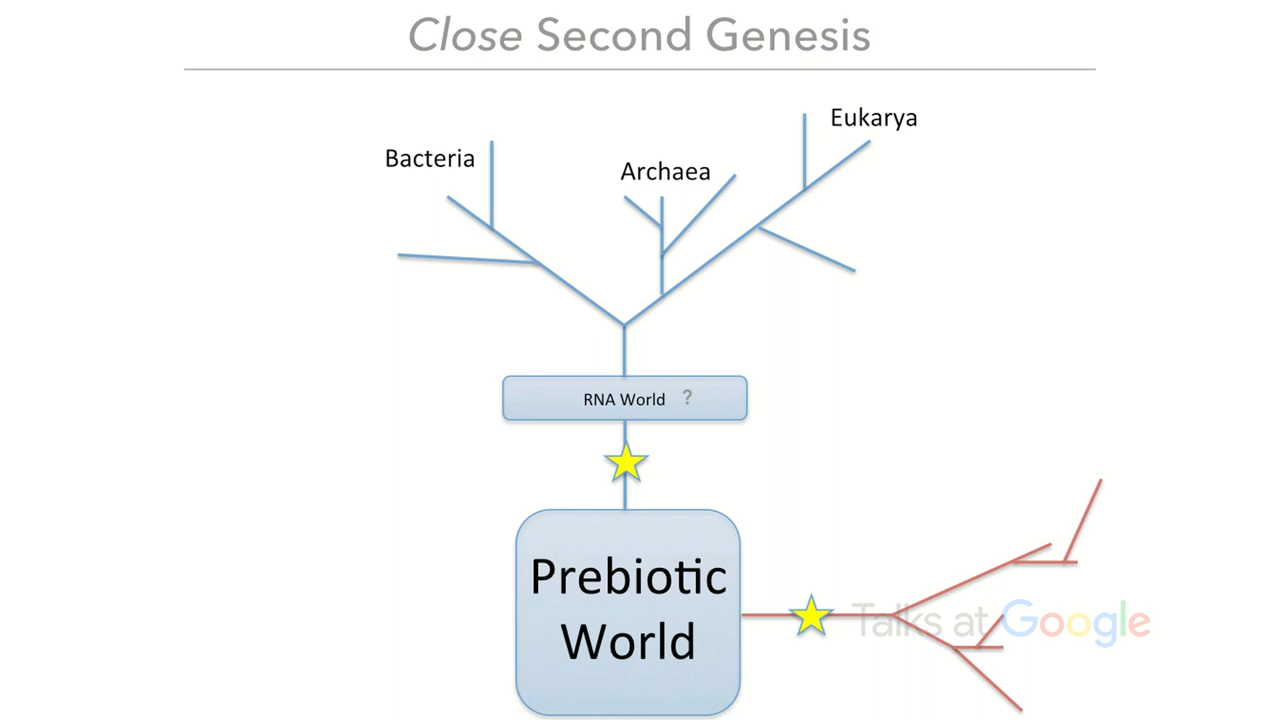 Close Second Genesis
Eukarya
Bacteria
Archaea
RNA World ?
Prebiotic
World
Talks at Google